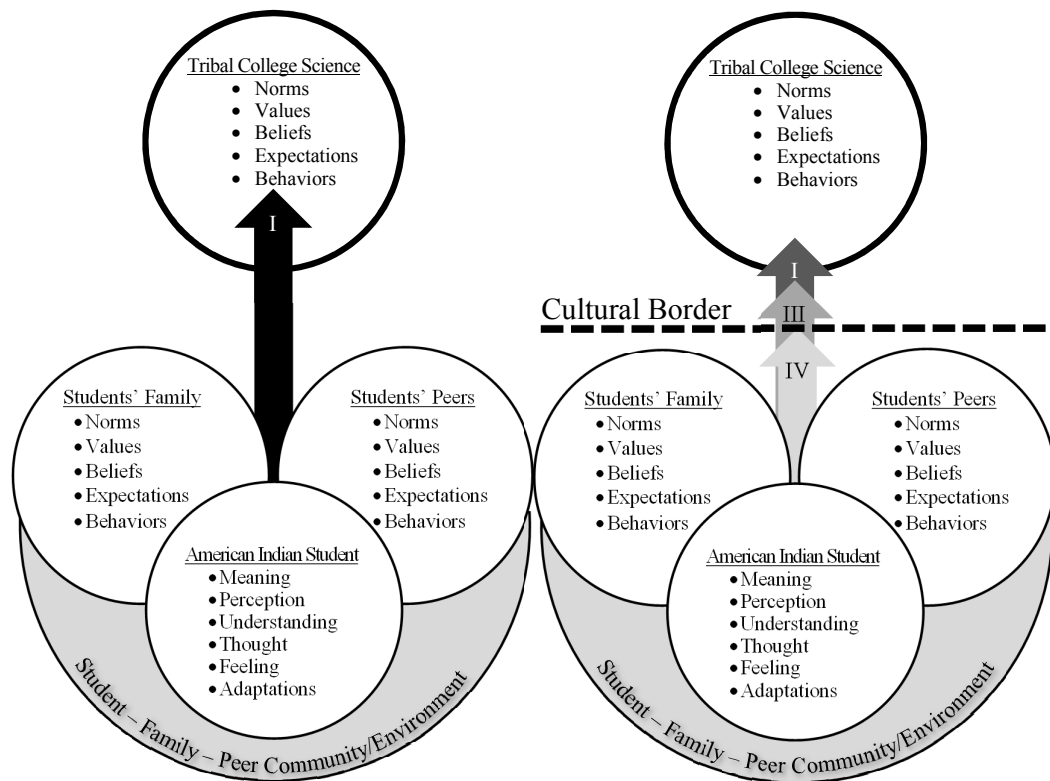 Tribal College Science
• Norms
• Values
• Beliefs
• Expectations
• Behaviors
I
Students’ Family
• Norms
• Values
• Beliefs
• Expectations
• Behaviors
Students’ Peers
• Norms
• Values
• Beliefs
• Expectations
• Behaviors
American Indian Student
• Meaning
• Perception
• Understanding
• Thought
• Feeling
• Adaptations
Student – Family – Peer Community/Environment
Tribal College Science
• Norms
• Values
• Beliefs
• Expectations
• Behaviors
I
Cultural Border
III
IV
Students’ Family
• Norms
• Values
• Beliefs
• Expectations
• Behaviors
Students’ Peers
• Norms
• Values
• Beliefs
• Expectations
• Behaviors
American Indian Student
• Meaning
• Perception
• Understanding
• Thought
• Feeling
• Adaptations
Student – Family – Peer Community/Environment